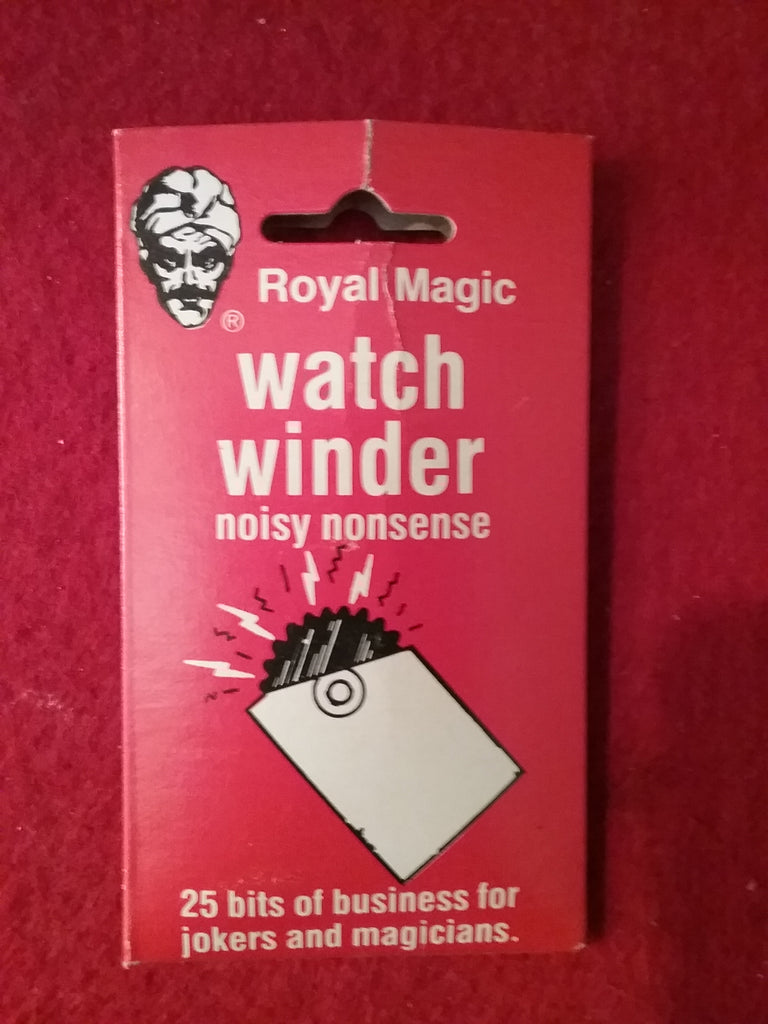 ®
Royal Magic
watch
winder
noisy nonsense
25 bits of business for
jokers and magicians.